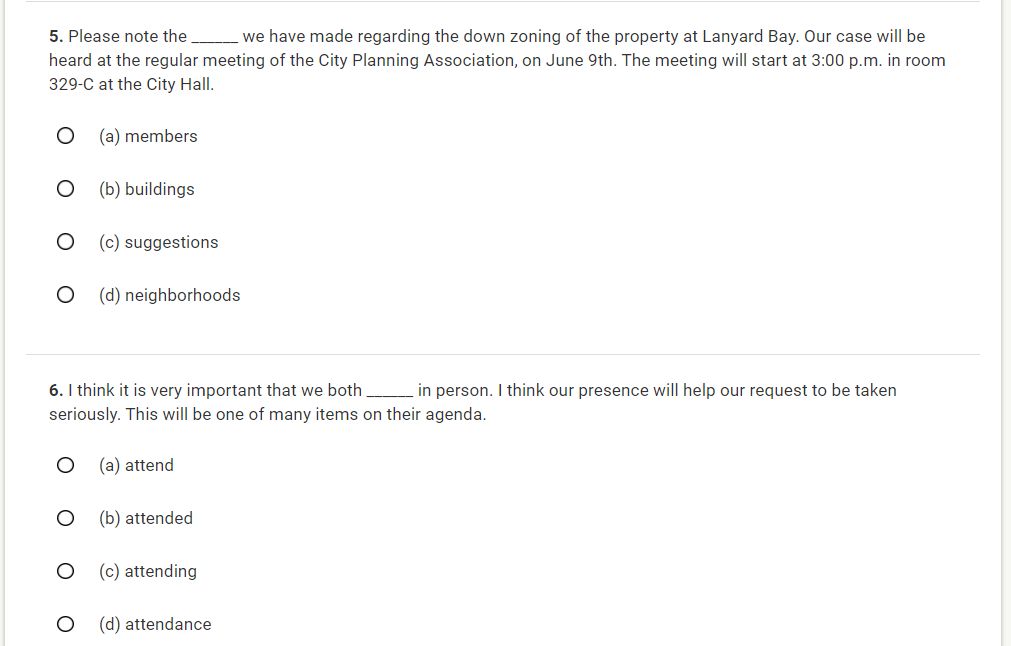 5. Please note the ______ we have made regarding the down zoning of the property at Lanyard Bay. Our case will be
heard at the regular meeting of the City Planning Association, on June 9th. The meeting will start at 3:00 p.m. in room
329-C at the City Hall.
(a) members
(b) buildings
(c) suggestions
(d) neighborhoods
6. I think it is very important that we both ______ in person. I think our presence will help our request to be taken
seriously. This will be one of many items on their agenda.
(a) attend
(b) attended
(c) attending
(d) attendance